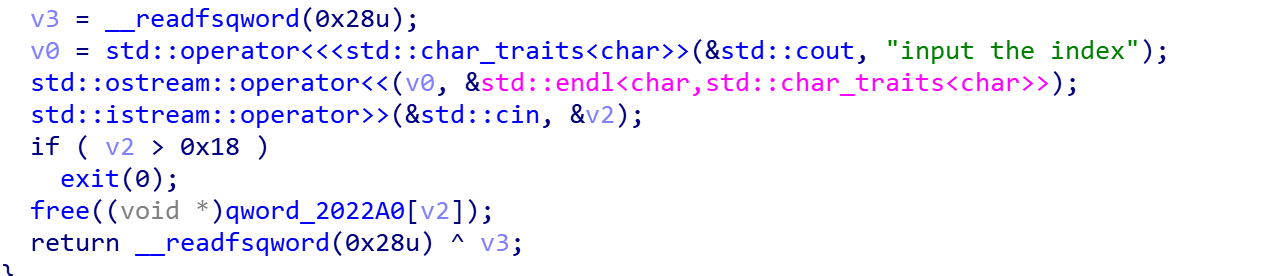 v3 = __readfsqword(0x28u);
v0 = std::operator<<<std::char_traits<char>>(&std::cout, "input the index");
std::ostream::operator<<(v0, &std::endl<char,std::char_traits<char>>);
std::istream::operator>>(&std::cin, &v2);
if ( v2 > 0x18 )
exit(0);
free((void *)qword_2022A0[v2]);
return __readfsqword(0x28u) ^ v3;
}